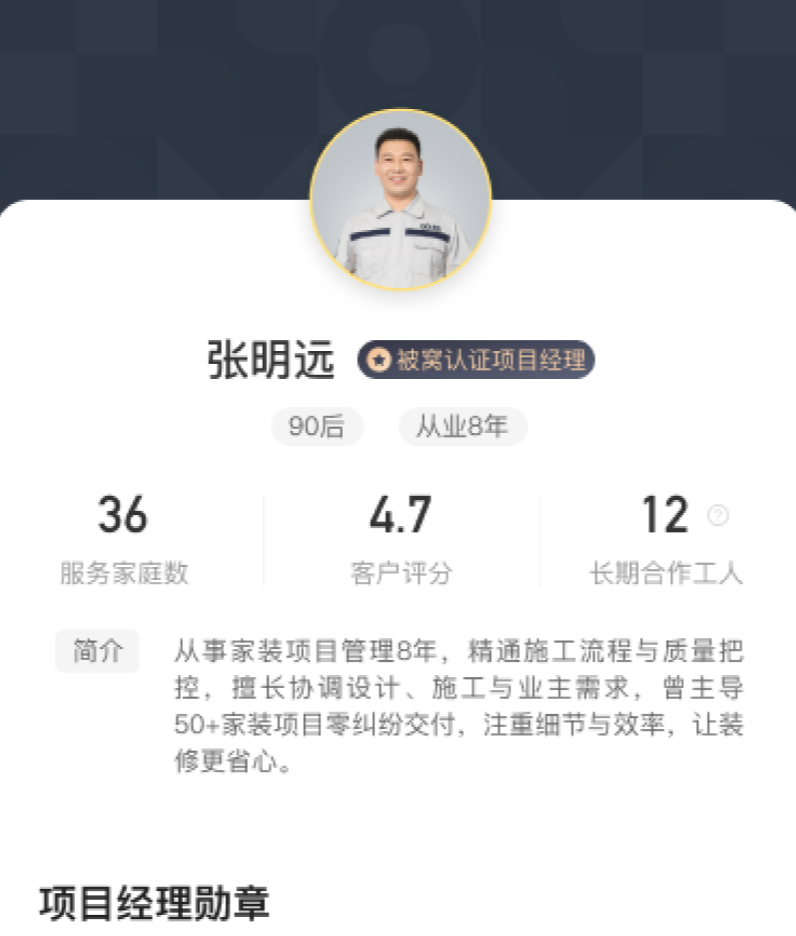 张明远 被窝认证项目经理
90后 从业8年
36 4.7 12
服务家庭数 客户评分 长期合作工人
简介 从事家装项目管理8年，精通施工流程与质量把
控，擅长协调设计、施工与业主需求，曾主导
50+家装项目零纠纷交付，注重细节与效率，让装
修更省心。
项目经理勋章